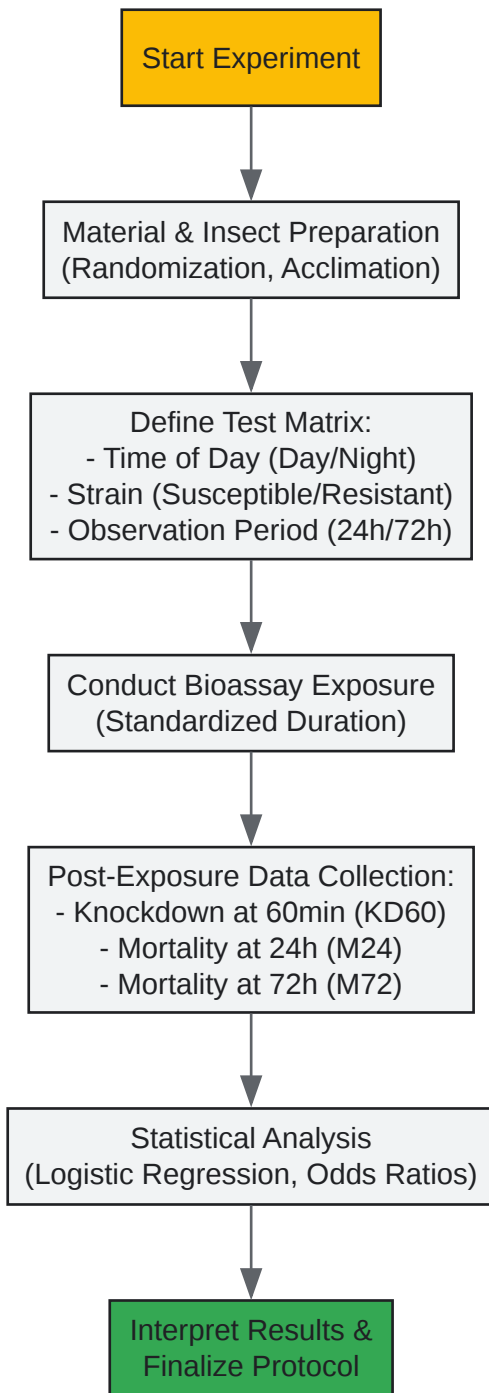 Start Experiment
Material & Insect Preparation
(Randomization, Acclimation)
Define Test Matrix:
- Time of Day (Day/Night)
- Strain (Susceptible/Resistant)
- Observation Period (24h/72h)
Conduct Bioassay Exposure
(Standardized Duration)
Post-Exposure Data Collection:
- Knockdown at 60min (KD60)
- Mortality at 24h (M24)
- Mortality at 72h (M72)
Statistical Analysis
(Logistic Regression, Odds Ratios)
Interpret Results &
Finalize Protocol